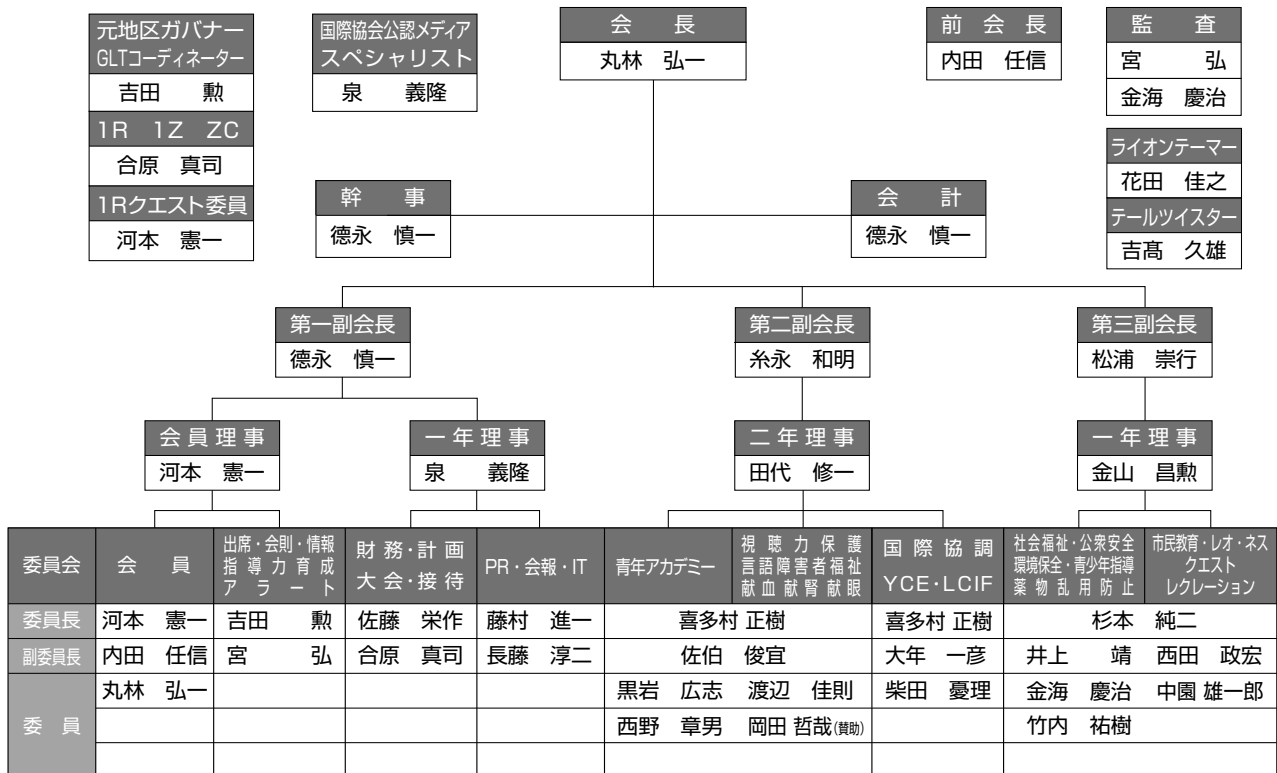 元地区ガバナー
GLTコーディネーター
吉田 勲
1R 1Z ZC
合原 真司
1Rクエスト委員
河本 憲一
国際協会公認メディア
スペシャリスト
泉 義隆
会長
丸林 弘一
前会長
内田 任信
監査
宮 弘
金海 慶治
ライオンテーマー
花田 佳之
テールツイスター
吉髙 久雄
幹事
德永 慎一
会計
德永 慎一
第一副会長
德永 慎一
第二副会長
糸永 和明
第三副会長
松浦 崇行
会員理事
河本 憲一
一年理事
泉 義隆
二年理事
田代 修一
一年理事
金山 昌勲
委員会
会員
出席・会則・情報
指導力育成
アラート
財務・計画
大会・接待
PR・会報・IT
青年アカデミー
視聴力保護
言語障害者福祉
献血献腎献眼
国際協調
YCE・LCIF
社会福祉・公衆安全
環境保全・青少年指導
薬物乱用防止
市民教育・レオ・ネス
クエスト
レクレーション
委員長 河本 憲一 吉田 勲 佐藤 栄作 藤村 進一 喜多村 正樹 喜多村 正樹 杉本 純二
副委員長 内田 任信 宮 弘 合原 真司 長藤 淳二 佐伯 俊宜 大年 一彦 井上 靖 西田 政宏
委員 丸林 弘一 黒岩 広志 渡辺 佳則 柴田 憂理 金海 慶治 中園 雄一郎
西野 章男 岡田 哲哉(賛助) 竹内 祐樹